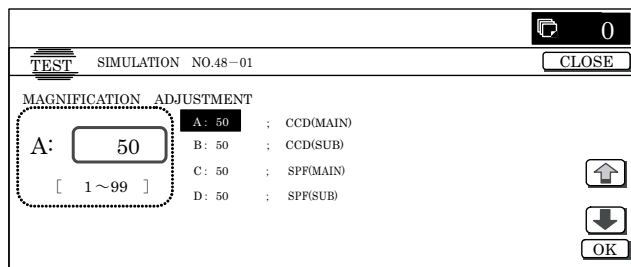 0
TEST SIMULATION NO.48-01 CLOSE
MAGNIFICATION ADJUSTMENT
A: 50 ; CCD(MAIN)
A: 50
B: 50 ; CCD(SUB)
C: 50 ; SPF(MAIN)
[ 1~99 ]
D: 50 ; SPF(SUB)
OK